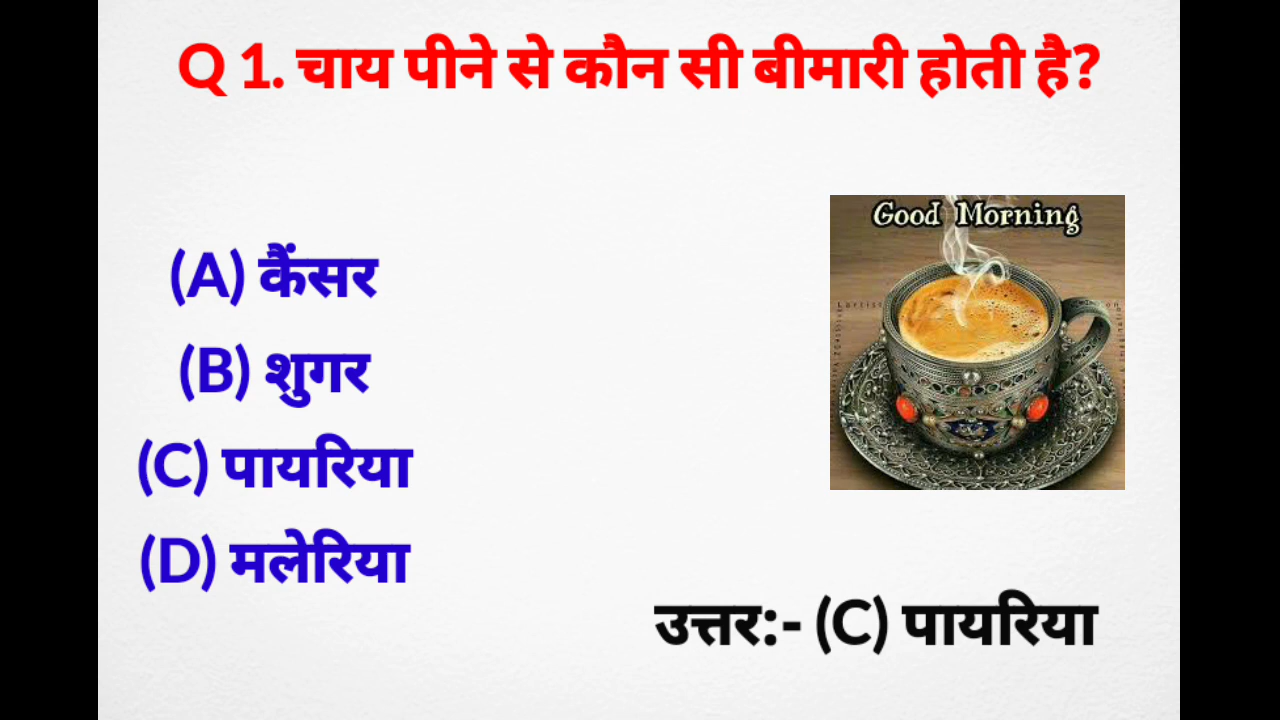 Q 1. चाय पीने से कौन सी बीमारी होती है?
Good Morning
(A) कैंसर
(B) शुगर
(C) पायरिया
(D) मलेरिया
उत्तर:- (C) पायरिया